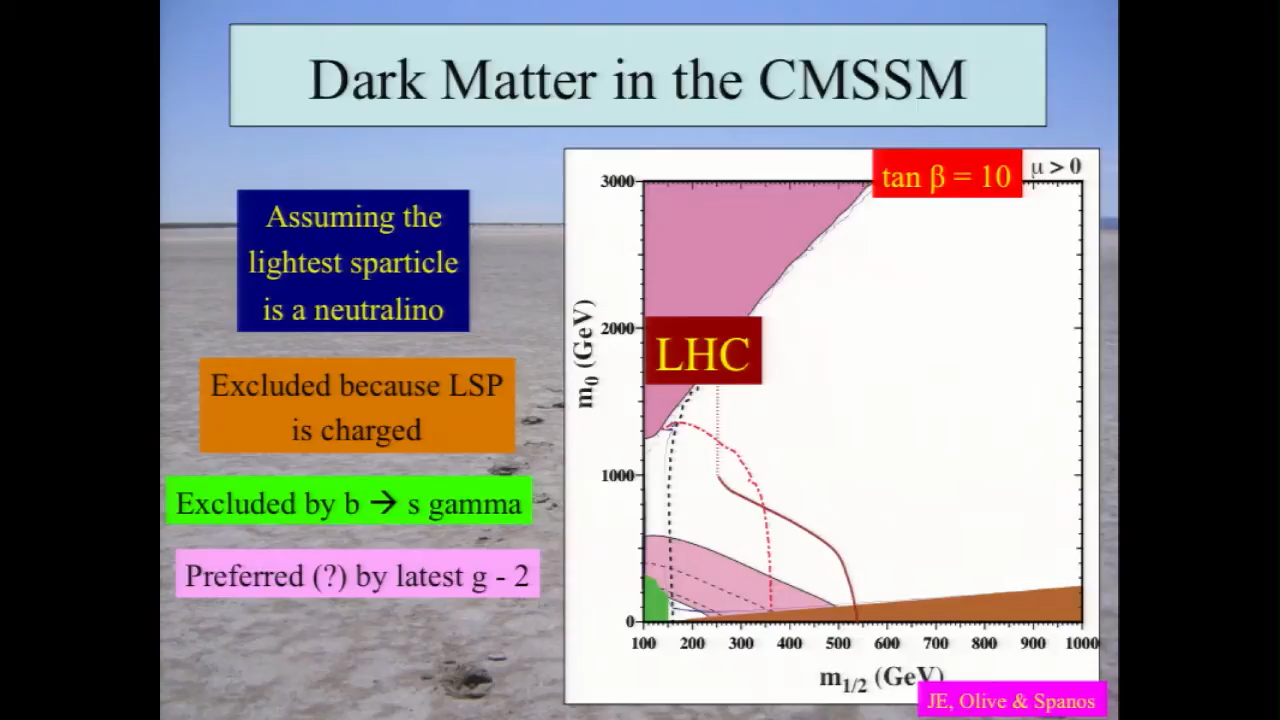 Dark Matter in the CMSSM
Assuming the
lightest sparticle
is a neutralino
Excluded because LSP
is charged
Excluded by b → s gamma
Preferred (?) by latest g - 2
tan β = 10
μ > 0
3000
2000
1000
0
m0 (GeV)
LHC
100 200 300 400 500 600 700 800 900 1000
m1/2 (GeV)
JE, Olive & Spanos